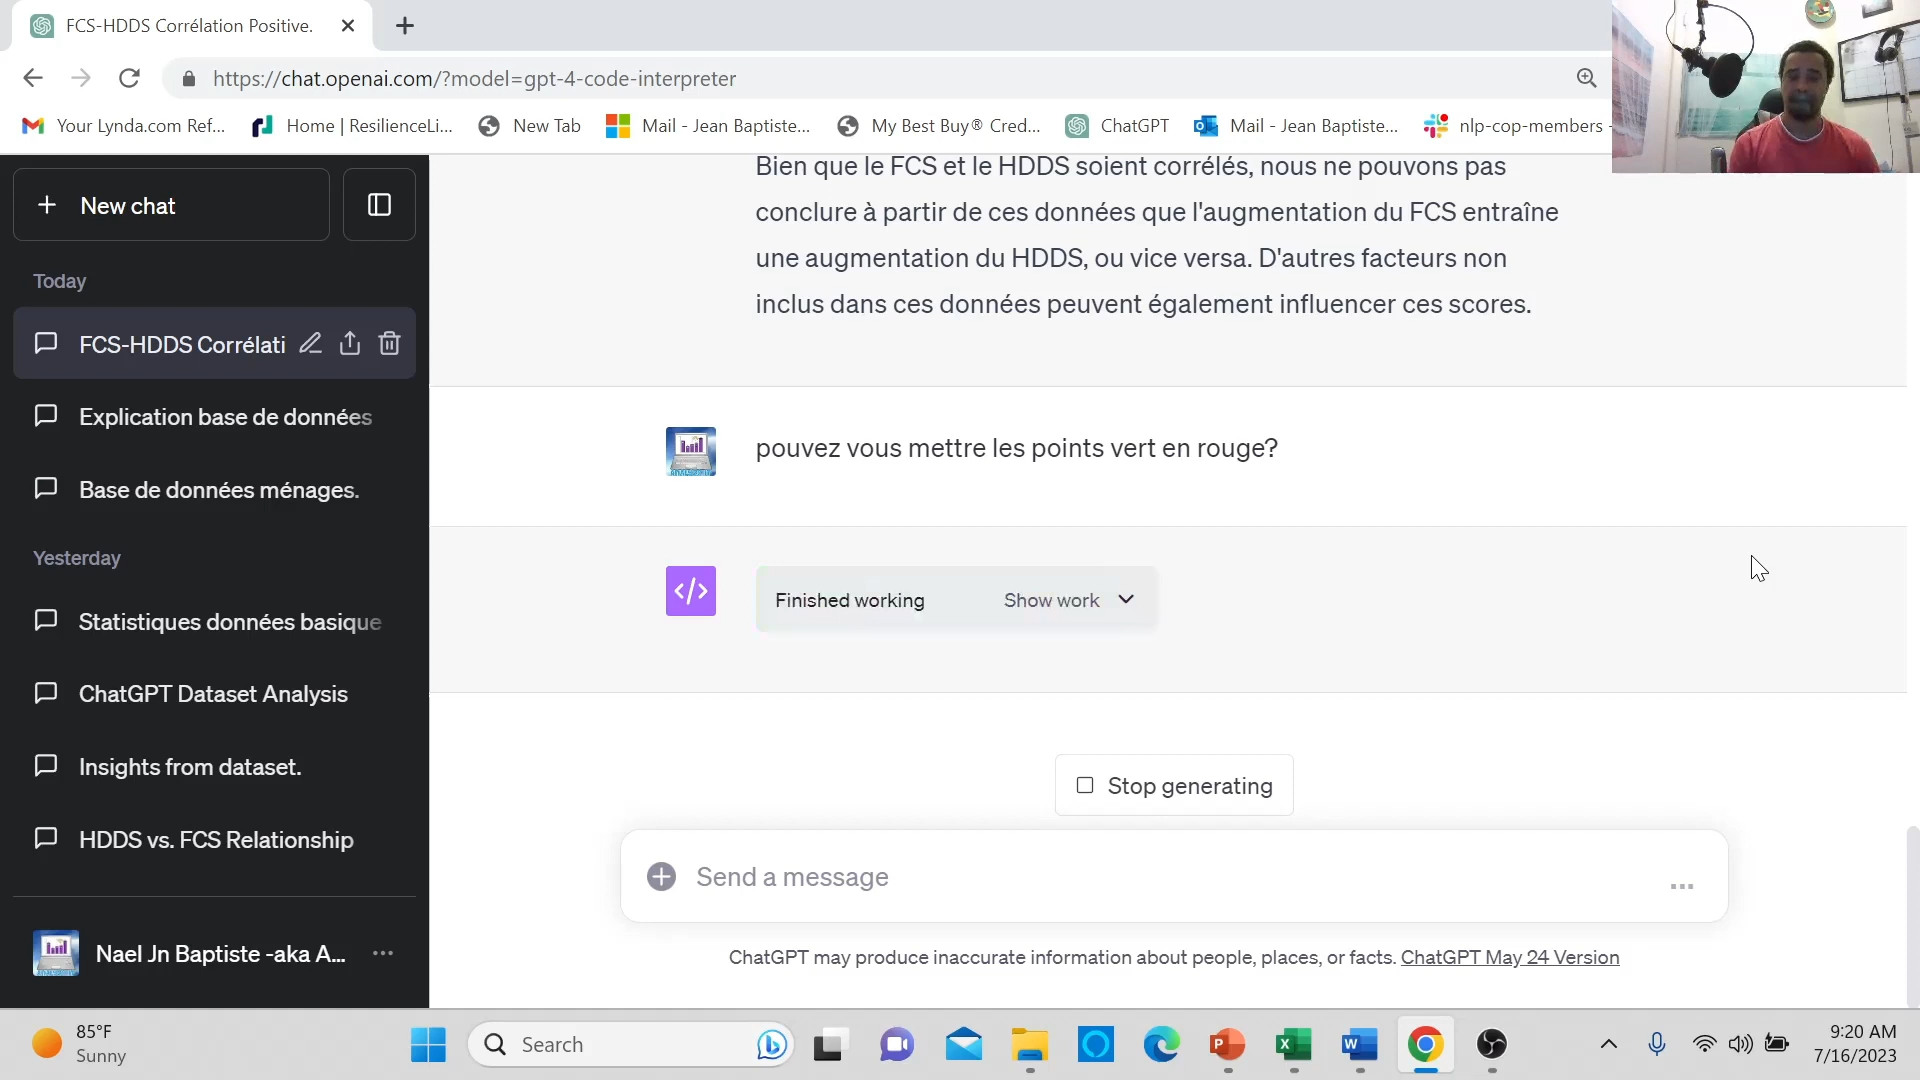 FCS-HDDS Corrélation Positive.
https://chat.openai.com/?model=gpt-4-code-interpreter
Your Lynda.com Ref...
Home | ResilienceLi...
New Tab
Mail - Jean Baptiste...
My Best Buy® Cred...
ChatGPT
Mail - Jean Baptiste...
nlp-cop-members -
New chat
Today
FCS-HDDS Corrélati
Explication base de données
Base de données ménages.
Yesterday
Statistiques données basique
ChatGPT Dataset Analysis
Insights from dataset.
HDDS vs. FCS Relationship
Nael Jn Baptiste -aka A...
Bien que le FCS et le HDDS soient corrélés, nous ne pouvons pas
conclure à partir de ces données que l'augmentation du FCS entraîne
une augmentation du HDDS, ou vice versa. D'autres facteurs non
inclus dans ces données peuvent également influencer ces scores.
pouvez vous mettre les points vert en rouge?
Finished working
Show work
Stop generating
Send a message
ChatGPT may produce inaccurate information about people, places, or facts. ChatGPT May 24 Version
85°F
Sunny
Search
9:20 AM
7/16/2023